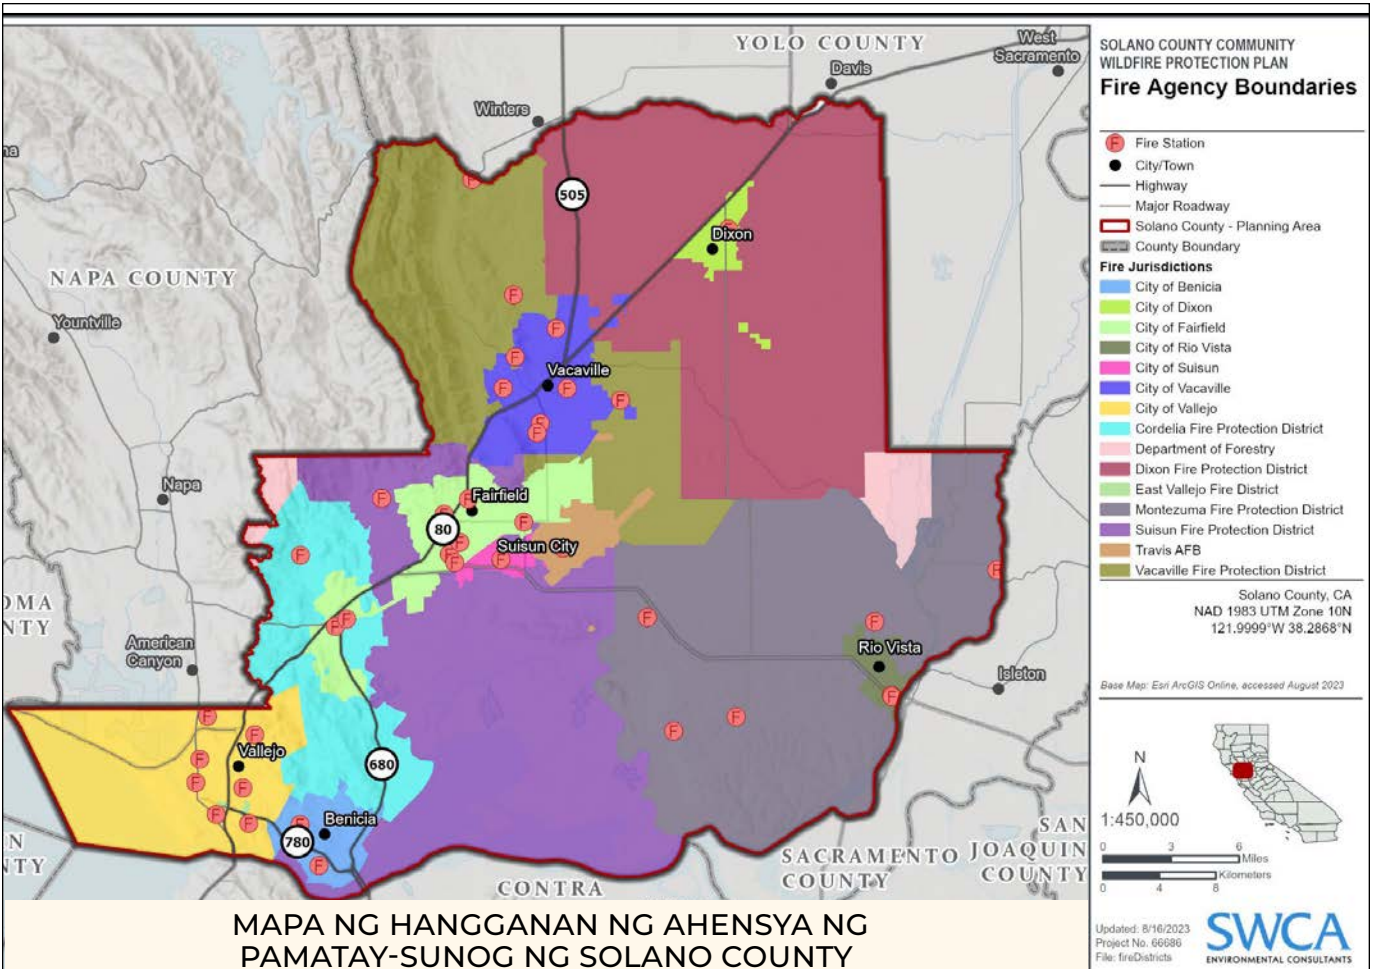 YOLO COUNTY
West
Sacramento
Davis
Winters
505
Dixon
NAPA COUNTY
Yountville
Vacaville
Napa
Fairfield
80
Suisun City
American
Canyon
Rio Vista
Isleton
Vallejo
680
Benicia
780
SACRAMENTO
COUNTY
SAN
JOAQUIN
COUNTY
CONTRA
SOLANO COUNTY COMMUNITY
WILDFIRE PROTECTION PLAN
Fire Agency Boundaries
F Fire Station
City/Town
Highway
Major Roadway
Solano County - Planning Area
County Boundary
Fire Jurisdictions
City of Benicia
City of Dixon
City of Fairfield
City of Rio Vista
City of Suisun
City of Vacaville
City of Vallejo
Cordelia Fire Protection District
Department of Forestry
Dixon Fire Protection District
East Vallejo Fire District
Montezuma Fire Protection District
Suisun Fire Protection District
Travis AFB
Vacaville Fire Protection District
Solano County, CA
NAD 1983 UTM Zone 10N
121.9999°W 38.2868°N
Base Map: Esri ArcGIS Online, accessed August 2023
N
1:450,000
0 3 6 Miles
Kilometers
0 4 8
Updated: 8/16/2023
Project No. 66686
File: fireDistricts
SWCA
ENVIRONMENTAL CONSULTANTS
MAPA NG HANGGANAN NG AHENSYA NG
PAMATAY-SUNOG NG SOLANO COUNTY